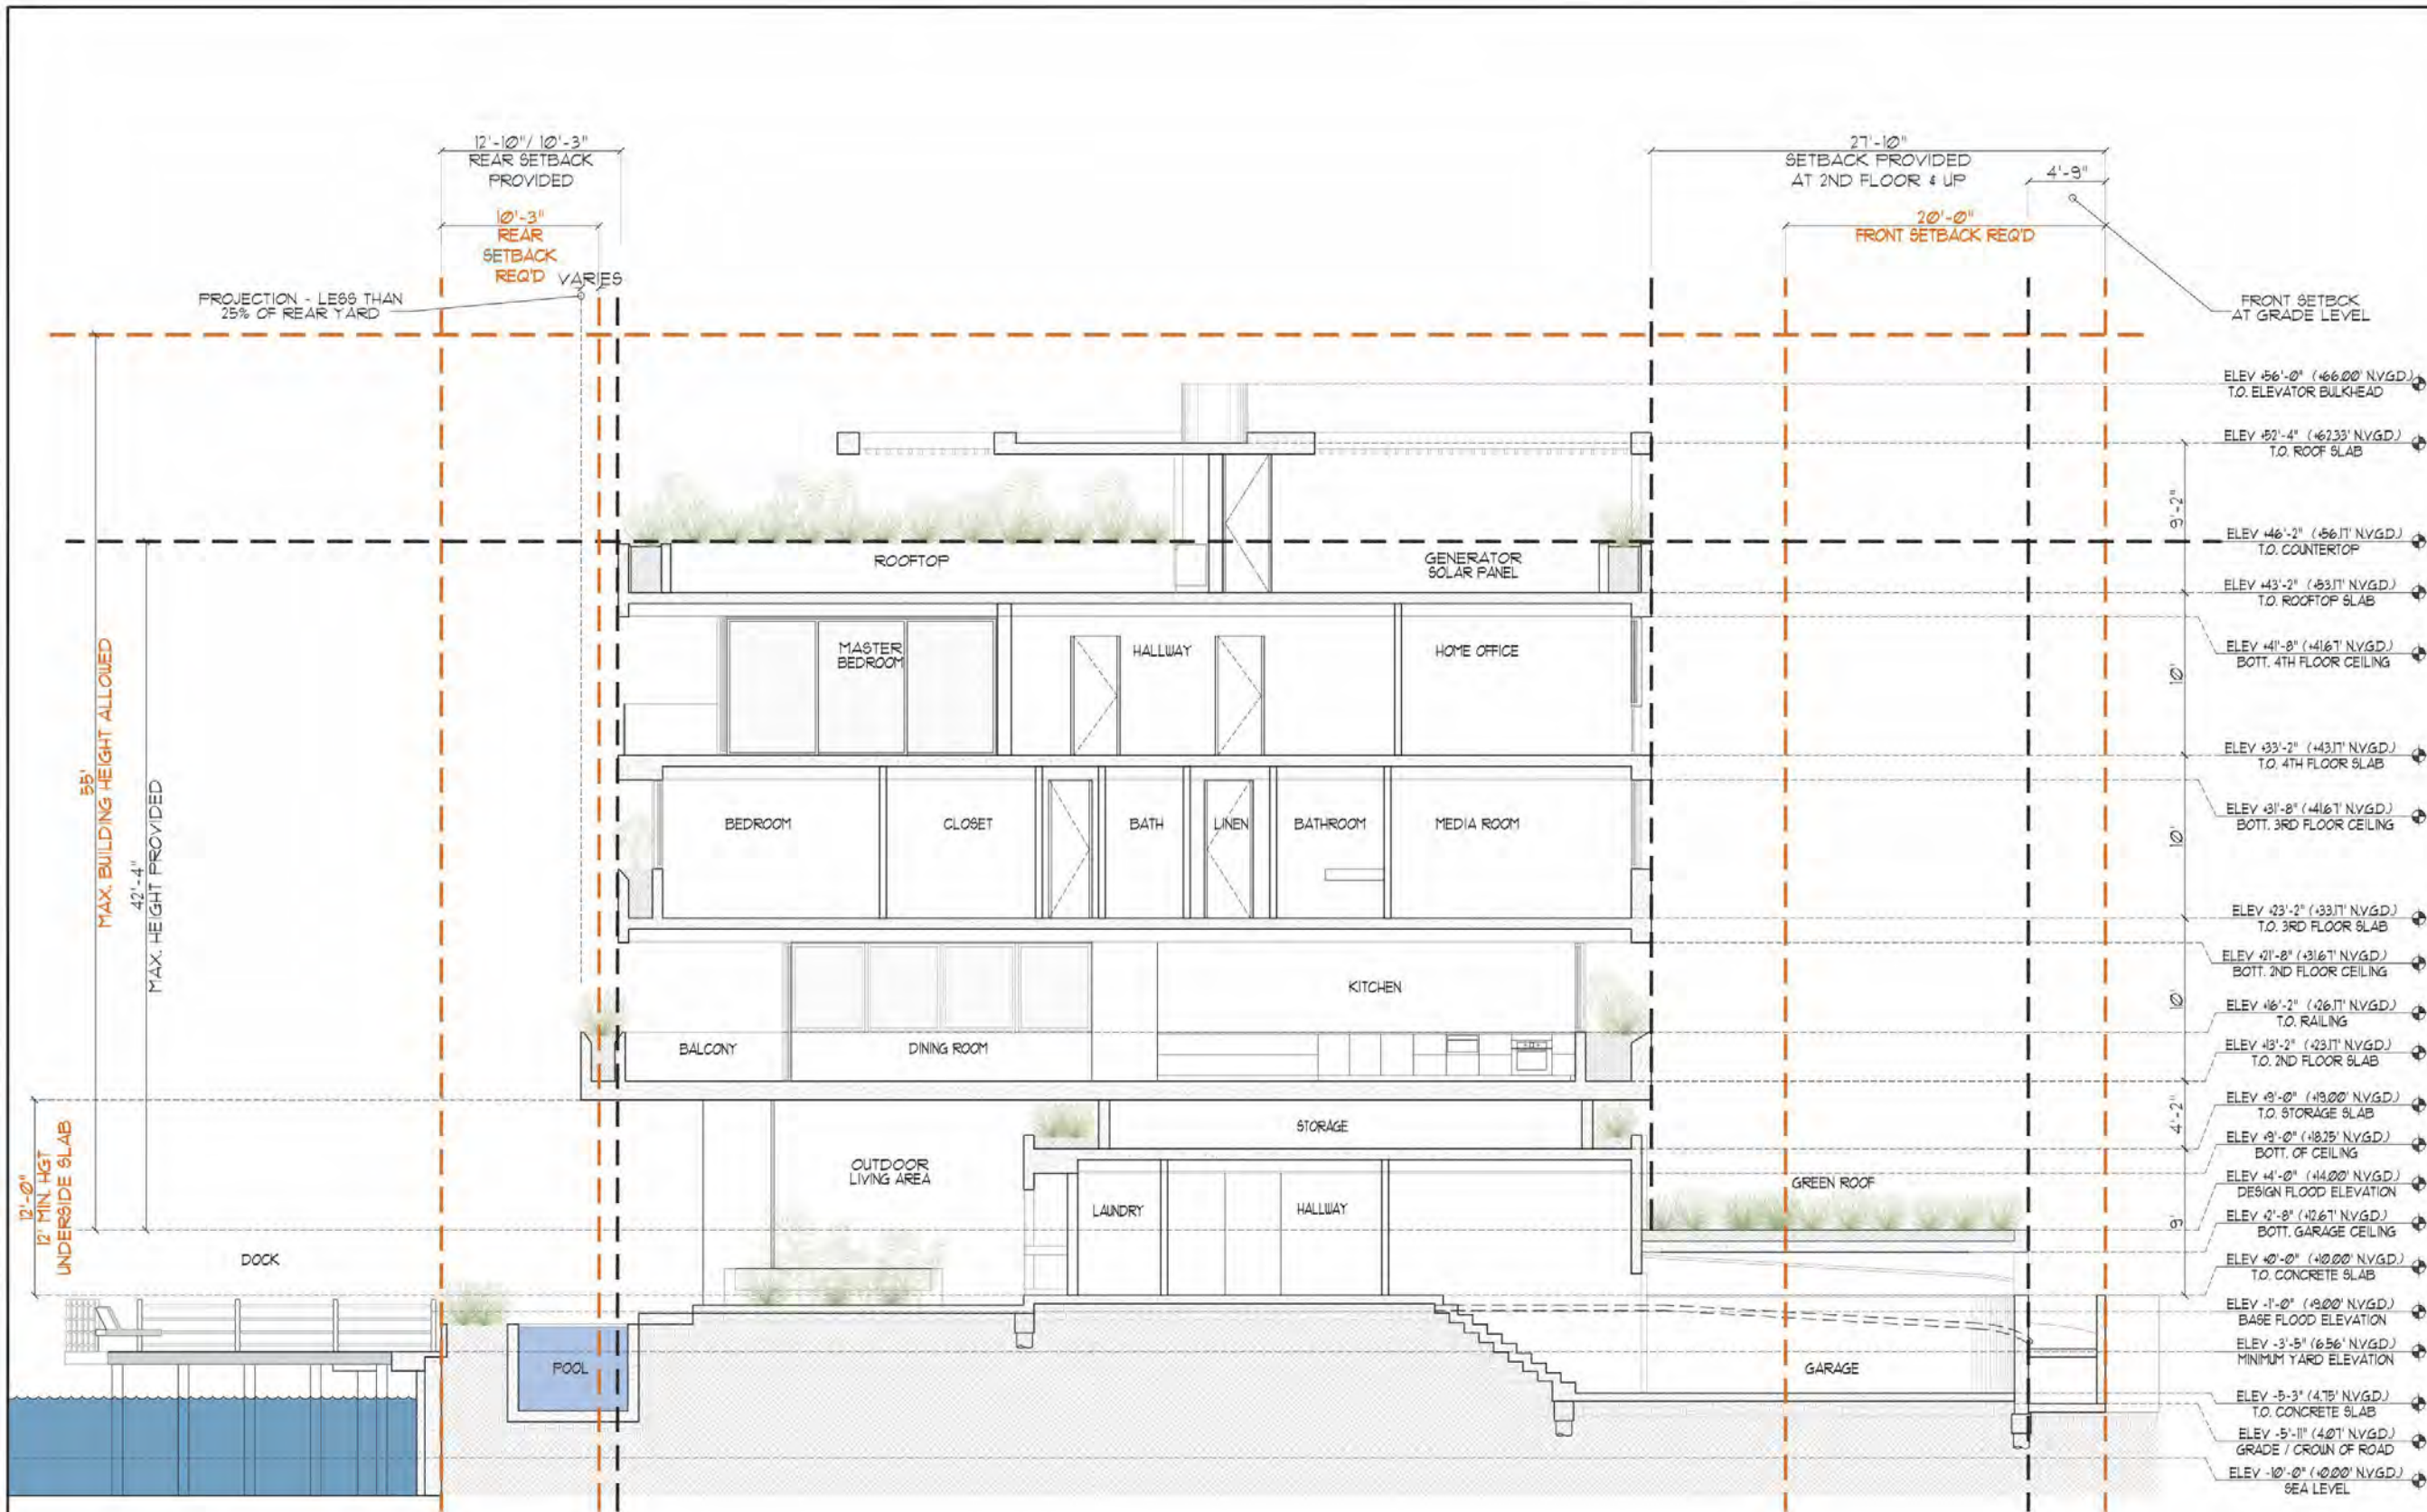 12'-10"/ 10'-3"
REAR SETBACK
PROVIDED
10'-3"
REAR
SETBACK
REQ'D
VARIES
PROJECTION - LESS THAN
25% OF REAR YARD
27'-10"
SETBACK PROVIDED
AT 2ND FLOOR & UP
4'-9"
20'-0"
FRONT SETBACK REQ'D
FRONT SETBCK
AT GRADE LEVEL
55'
MAX. BUILDING HEIGHT ALLOWED
42'-4"
MAX. HEIGHT PROVIDED
12'-0"
12' MIN. HGT
UNDERSIDE SLAB
ROOFTOP
GENERATOR
SOLAR PANEL
MASTER
BEDROOM
HALLWAY
HOME OFFICE
BEDROOM
CLOSET
BATH
LINEN
BATHROOM
MEDIA ROOM
KITCHEN
BALCONY
DINING ROOM
STORAGE
OUTDOOR
LIVING AREA
LAUNDRY
HALLWAY
GREEN ROOF
DOCK
POOL
GARAGE
9'-2"
10'
10'
10'
4'-2"
9'
ELEV +56'-0" (+66.00' N.V.G.D.)
T.O. ELEVATOR BULKHEAD
ELEV +52'-4" (+62.33' N.V.G.D.)
T.O. ROOF SLAB
ELEV +46'-2" (+56.17' N.V.G.D.)
T.O. COUNTERTOP
ELEV +43'-2" (+53.17' N.V.G.D.)
T.O. ROOFTOP SLAB
ELEV +41'-8" (+41.67' N.V.G.D.)
BOTT. 4TH FLOOR CEILING
ELEV +33'-2" (+43.17' N.V.G.D.)
T.O. 4TH FLOOR SLAB
ELEV +31'-8" (+41.67' N.V.G.D.)
BOTT. 3RD FLOOR CEILING
ELEV +23'-2" (+33.17' N.V.G.D.)
T.O. 3RD FLOOR SLAB
ELEV +21'-8" (+31.67' N.V.G.D.)
BOTT. 2ND FLOOR CEILING
ELEV +16'-2" (+26.17' N.V.G.D.)
T.O. RAILING
ELEV +13'-2" (+23.17' N.V.G.D.)
T.O. 2ND FLOOR SLAB
ELEV +9'-0" (+19.00' N.V.G.D.)
T.O. STORAGE SLAB
ELEV +9'-0" (+18.25' N.V.G.D.)
BOTT. OF CEILING
ELEV +4'-0" (+14.00' N.V.G.D.)
DESIGN FLOOD ELEVATION
ELEV +2'-8" (+12.67' N.V.G.D.)
BOTT. GARAGE CEILING
ELEV +0'-0" (+10.00' N.V.G.D.)
T.O. CONCRETE SLAB
ELEV -1'-0" (+9.00' N.V.G.D.)
BASE FLOOD ELEVATION
ELEV -3'-5" (6.56' N.V.G.D.)
MINIMUM YARD ELEVATION
ELEV -5-3" (4.75' N.V.G.D.)
T.O. CONCRETE SLAB
ELEV -5'-11" (4.07' N.V.G.D.)
GRADE / CROWN OF ROAD
ELEV -10'-0" (+0.00' N.V.G.D.)
SEA LEVEL